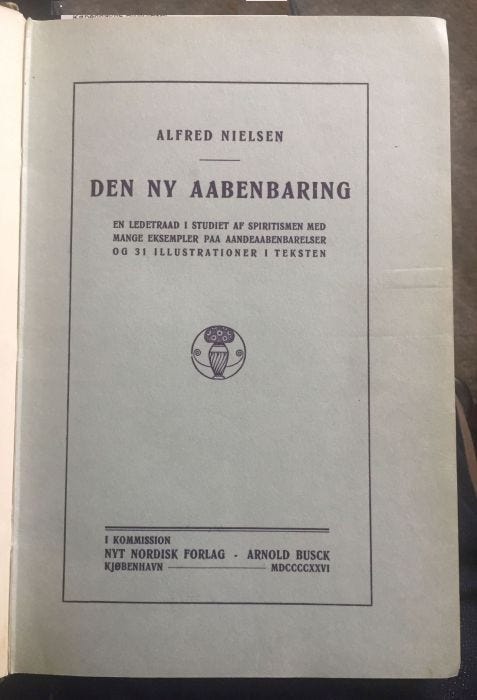 ALFRED NIELSEN
DEN NY AABENBARING
EN LEDETRAAD I STUDIET AF SPIRITISMEN MED
MANGE EKSEMPLER PAA AANDEAABENBARELSER
OG 31 ILLUSTRATIONER I TEKSTEN
I KOMMISSION
NYT NORDISK FORLAG - ARNOLD BUSCK
KJØBENHAVN MDCCCCXXVI